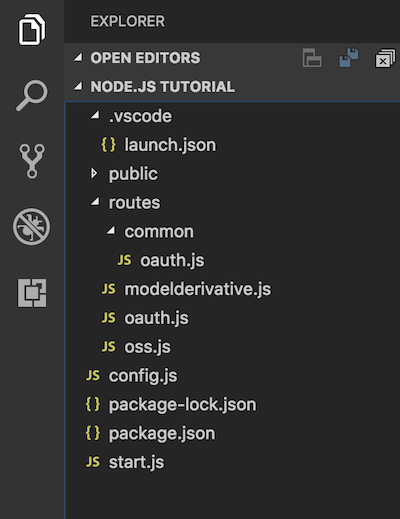 EXPLORER
OPEN EDITORS
NODE.JS TUTORIAL
.vscode
{ } launch.json
public
routes
common
JS oauth.js
JS modelderivative.js
JS oauth.js
JS oss.js
JS config.js
{ } package-lock.json
{ } package.json
JS start.js